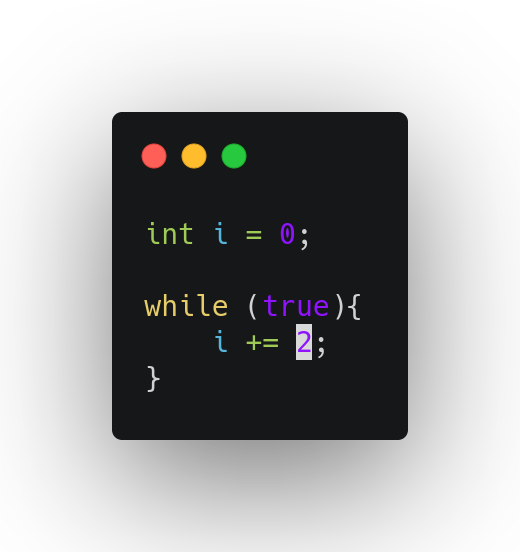 int i = 0;
while (true){
    i += 2;
}